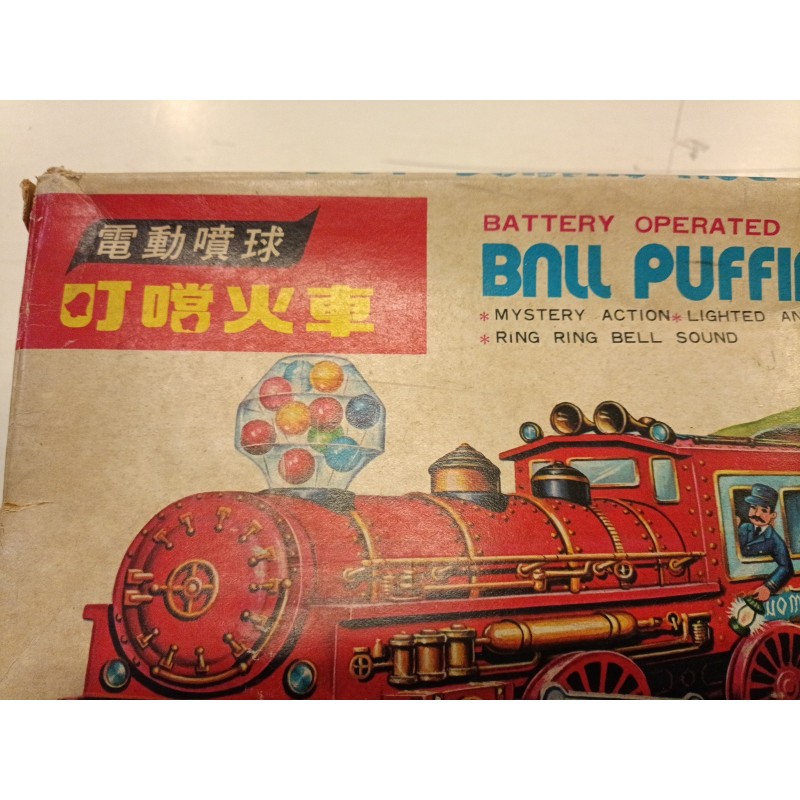 電動噴球
叮噹火車
BATTERY OPERATED
BALL PUFFI
*MYSTERY ACTION*LIGHTED AN
*RING RING BELL SOUND